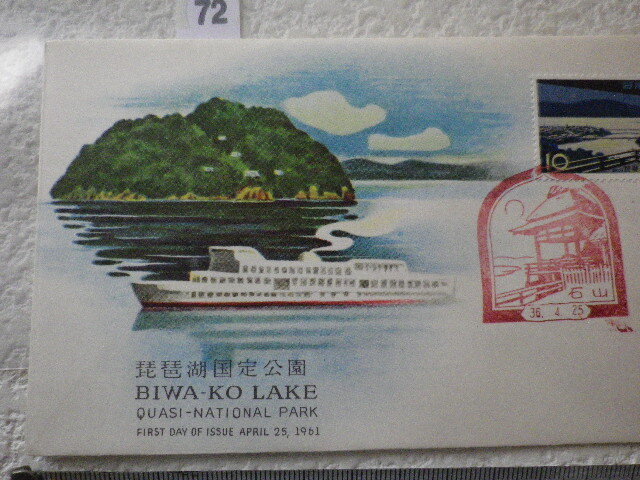 72
10
石山
36.4.25
琵琶湖国定公園
BIWA-KO LAKE
QUASI-NATIONAL PARK
FIRST DAY OF ISSUE APRIL 25, 1961